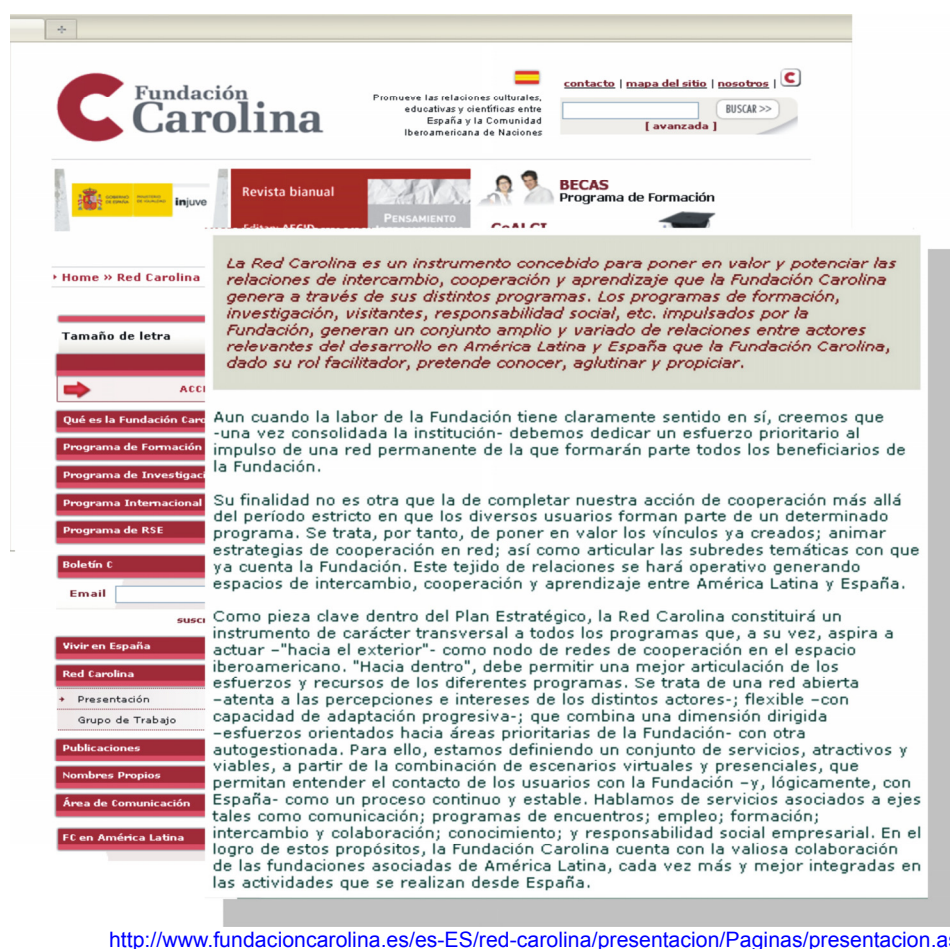 Fundación
Carolina
Promueve las relaciones culturales,
educativas y científicas entre
España y la Comunidad
Iberoamericana de Naciones
contacto | mapa del sitio | nosotros |
BUSCAR >>
[ avanzada ]
GOBIERNO DE ESPAÑA
MINISTERIO DE IGUALDAD
injuve
Revista bianual
PENSAMIENTO
BECAS
Programa de Formación
CeALCI
Home » Red Carolina
Tamaño de letra
ACCE
Qué es la Fundación Caro
Programa de Formación
Programa de Investigaci
Programa Internacional
Programa de RSE
Boletín C
Email
suscr
Vivir en España
Red Carolina
Presentación
Grupo de Trabajo
Publicaciones
Nombres Propios
Área de Comunicación
FC en América Latina
La Red Carolina es un instrumento concebido para poner en valor y potenciar las
relaciones de intercambio, cooperación y aprendizaje que la Fundación Carolina
genera a través de sus distintos programas. Los programas de formación,
investigación, visitantes, responsabilidad social, etc. impulsados por la
Fundación, generan un conjunto amplio y variado de relaciones entre actores
relevantes del desarrollo en América Latina y España que la Fundación Carolina,
dado su rol facilitador, pretende conocer, aglutinar y propiciar.
Aun cuando la labor de la Fundación tiene claramente sentido en sí, creemos que
-una vez consolidada la institución- debemos dedicar un esfuerzo prioritario al
impulso de una red permanente de la que formarán parte todos los beneficiarios de
la Fundación.
Su finalidad no es otra que la de completar nuestra acción de cooperación más allá
del período estricto en que los diversos usuarios forman parte de un determinado
programa. Se trata, por tanto, de poner en valor los vínculos ya creados; animar
estrategias de cooperación en red; así como articular las subredes temáticas con que
ya cuenta la Fundación. Este tejido de relaciones se hará operativo generando
espacios de intercambio, cooperación y aprendizaje entre América Latina y España.
Como pieza clave dentro del Plan Estratégico, la Red Carolina constituirá un
instrumento de carácter transversal a todos los programas que, a su vez, aspira a
actuar –"hacia el exterior"- como nodo de redes de cooperación en el espacio
iberoamericano. "Hacia dentro", debe permitir una mejor articulación de los
esfuerzos y recursos de los diferentes programas. Se trata de una red abierta
–atenta a las percepciones e intereses de los distintos actores-; flexible –con
capacidad de adaptación progresiva-; que combina una dimensión dirigida
–esfuerzos orientados hacia áreas prioritarias de la Fundación- con otra
autogestionada. Para ello, estamos definiendo un conjunto de servicios, atractivos y
viables, a partir de la combinación de escenarios virtuales y presenciales, que
permitan entender el contacto de los usuarios con la Fundación –y, lógicamente, con
España- como un proceso continuo y estable. Hablamos de servicios asociados a ejes
tales como comunicación; programas de encuentros; empleo; formación;
intercambio y colaboración; conocimiento; y responsabilidad social empresarial. En el
logro de estos propósitos, la Fundación Carolina cuenta con la valiosa colaboración
de las fundaciones asociadas de América Latina, cada vez más y mejor integradas en
las actividades que se realizan desde España.
http://www.fundacioncarolina.es/es-ES/red-carolina/presentacion/Paginas/presentacion.as